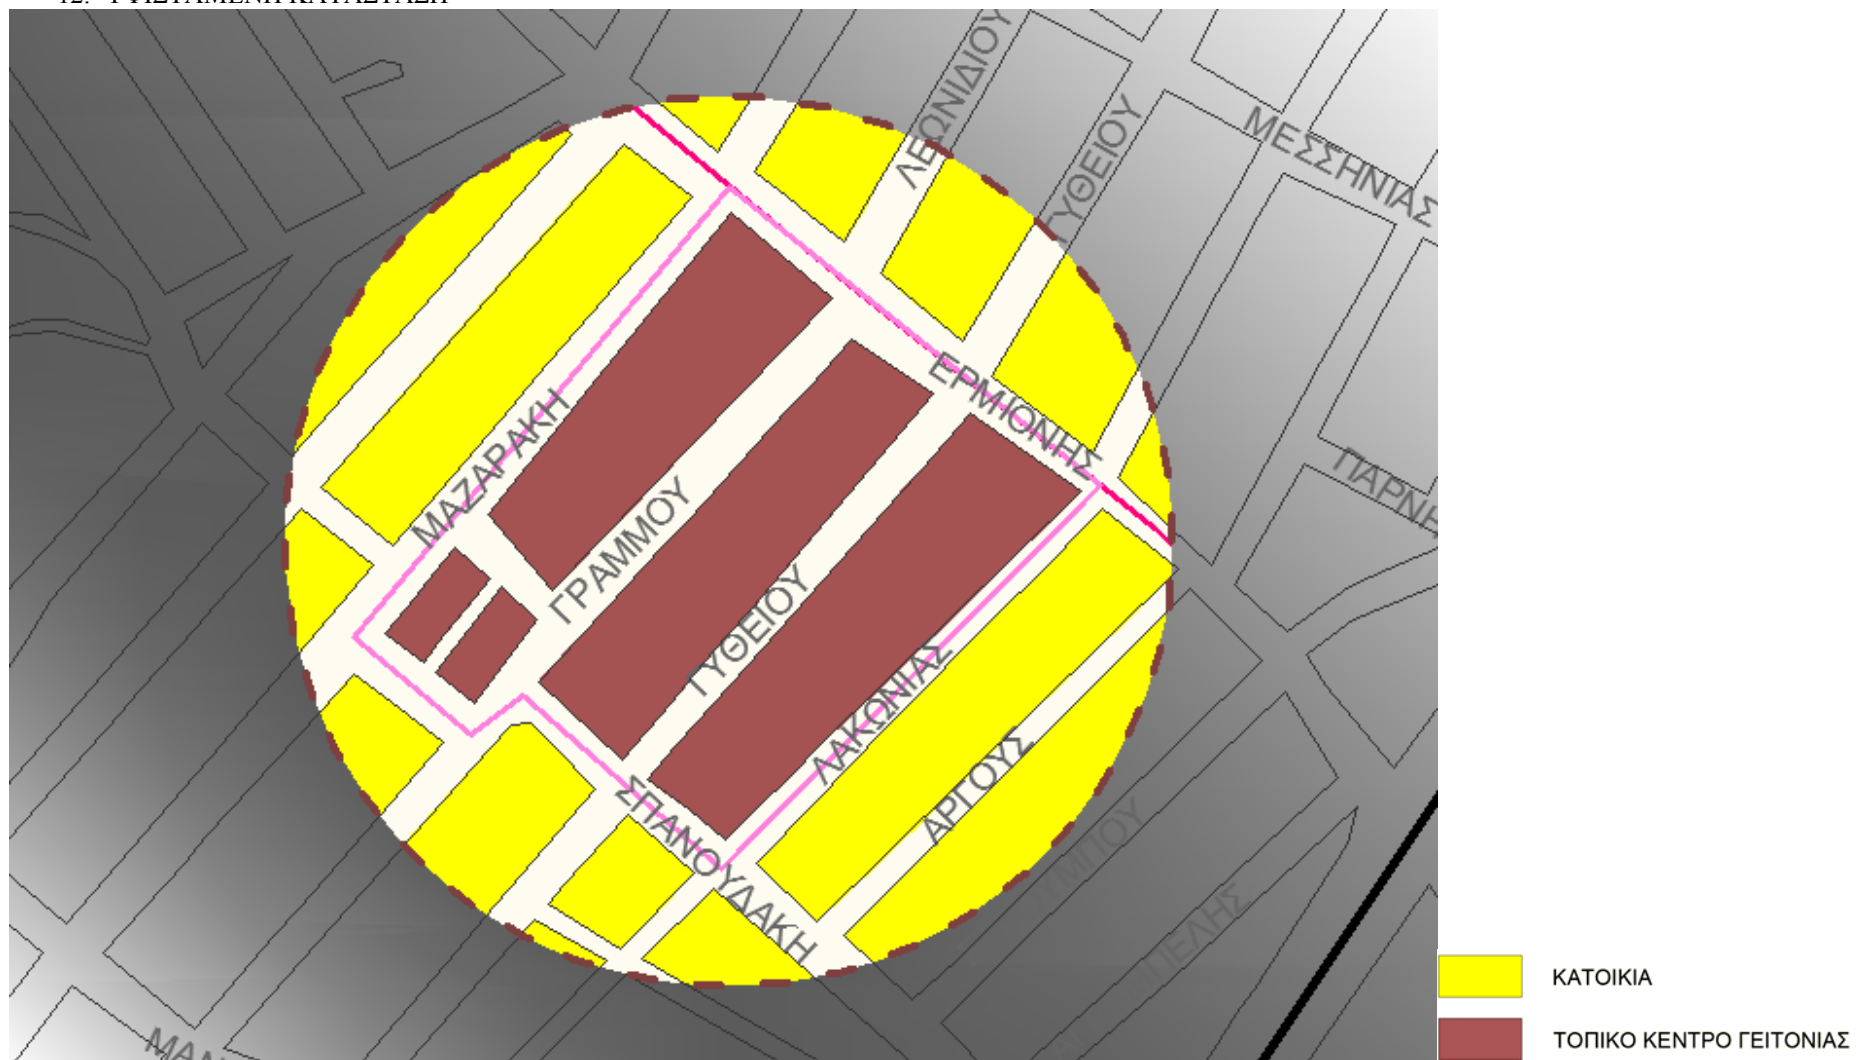 ΛΕΩΝΙΔΙΟΥ
ΓΥΘΕΙΟΥ
ΜΕΣΣΗΝΙΑΣ
ΕΡΜΙΟΝΗΣ
ΜΑΖΑΡΑΚΗ
ΓΡΑΜΜΟΥ
ΓΥΘΕΙΟΥ
ΛΑΚΩΝΙΑΣ
ΑΡΓΟΥΣ
ΣΠΑΝΟΥΔΑΚΗ
ΚΑΤΟΙΚΙΑ
ΤΟΠΙΚΟ ΚΕΝΤΡΟ ΓΕΙΤΟΝΙΑΣ